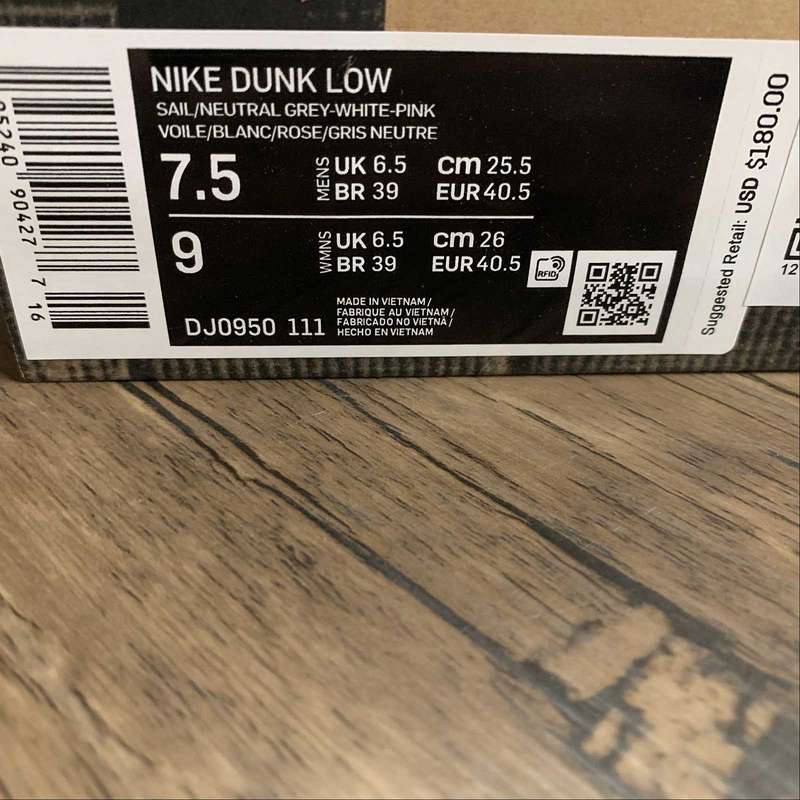 NIKE DUNK LOW
SAIL/NEUTRAL GREY-WHITE-PINK
VOILE/BLANC/ROSE/GRIS NEUTRE
7.5 MENS UK 6.5 cm 25.5
BR 39 EUR 40.5
9 WMNS UK 6.5 cm 26
BR 39 EUR 40.5
RFID
DJ0950 111
MADE IN VIETNAM /
FABRIQUE AU VIETNAM /
FABRICADO NO VIETNÃ /
HECHO EN VIETNAM
95240 90427 7 16
Suggested Retail: USD $180.00
12